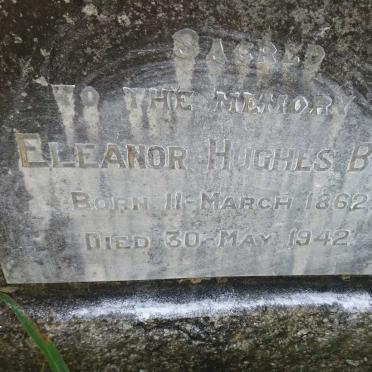 SACRED
TO THE MEMORY
ELEANOR HUGHES B
BORN 11-MARCH 1862
DIED 30-MAY 1942